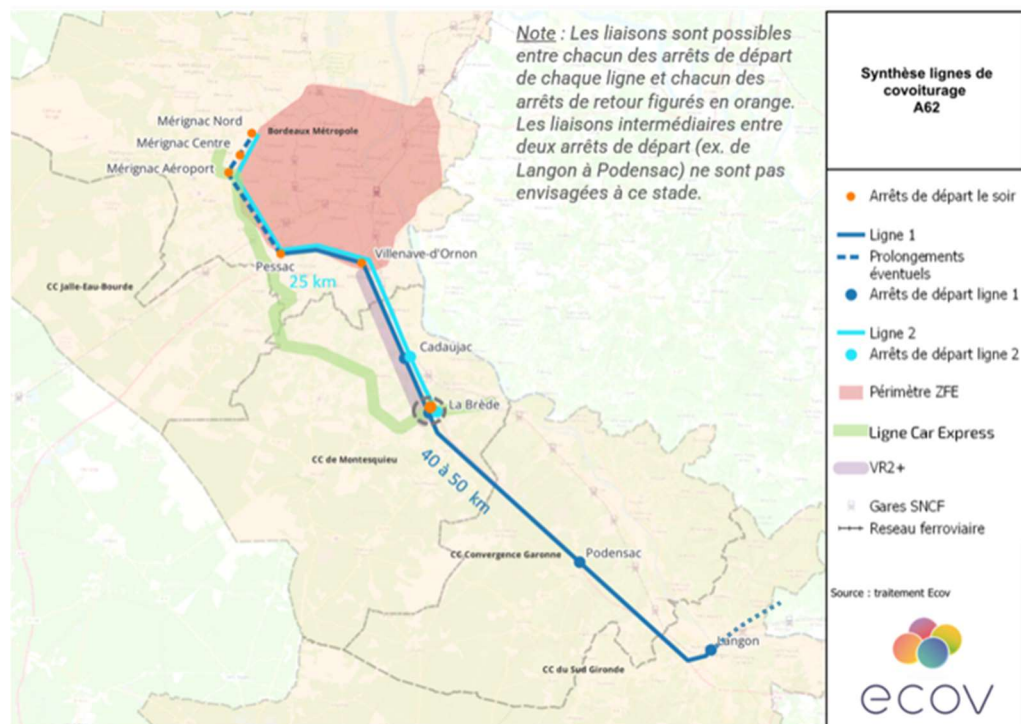 Note : Les liaisons sont possibles
entre chacun des arrêts de départ
de chaque ligne et chacun des
arrêts de retour figurés en orange.
Les liaisons intermédiaires entre
deux arrêts de départ (ex. de
Langon à Podensac) ne sont pas
envisagées à ce stade.
Mérignac Nord
Bordeaux Métropole
Mérignac Centre
Mérignac Aéroport
Villenave-d'Ornon
Pessac
25 km
CC Jalle-Eau-Bourde
Cadaujac
La Brède
CC de Montesquieu
40 à 50 km
CC Convergence Garonne
Podensac
Langon
CC du Sud Gironde
Synthèse lignes de
covoiturage
A62
Arrêts de départ le soir
Ligne 1
Prolongements
éventuels
Arrêts de départ ligne 1
Ligne 2
Arrêts de départ ligne 2
Périmètre ZFE
Ligne Car Express
VR2+
Gares SNCF
Reseau ferroviaire
Source : traitement Ecov
ecov